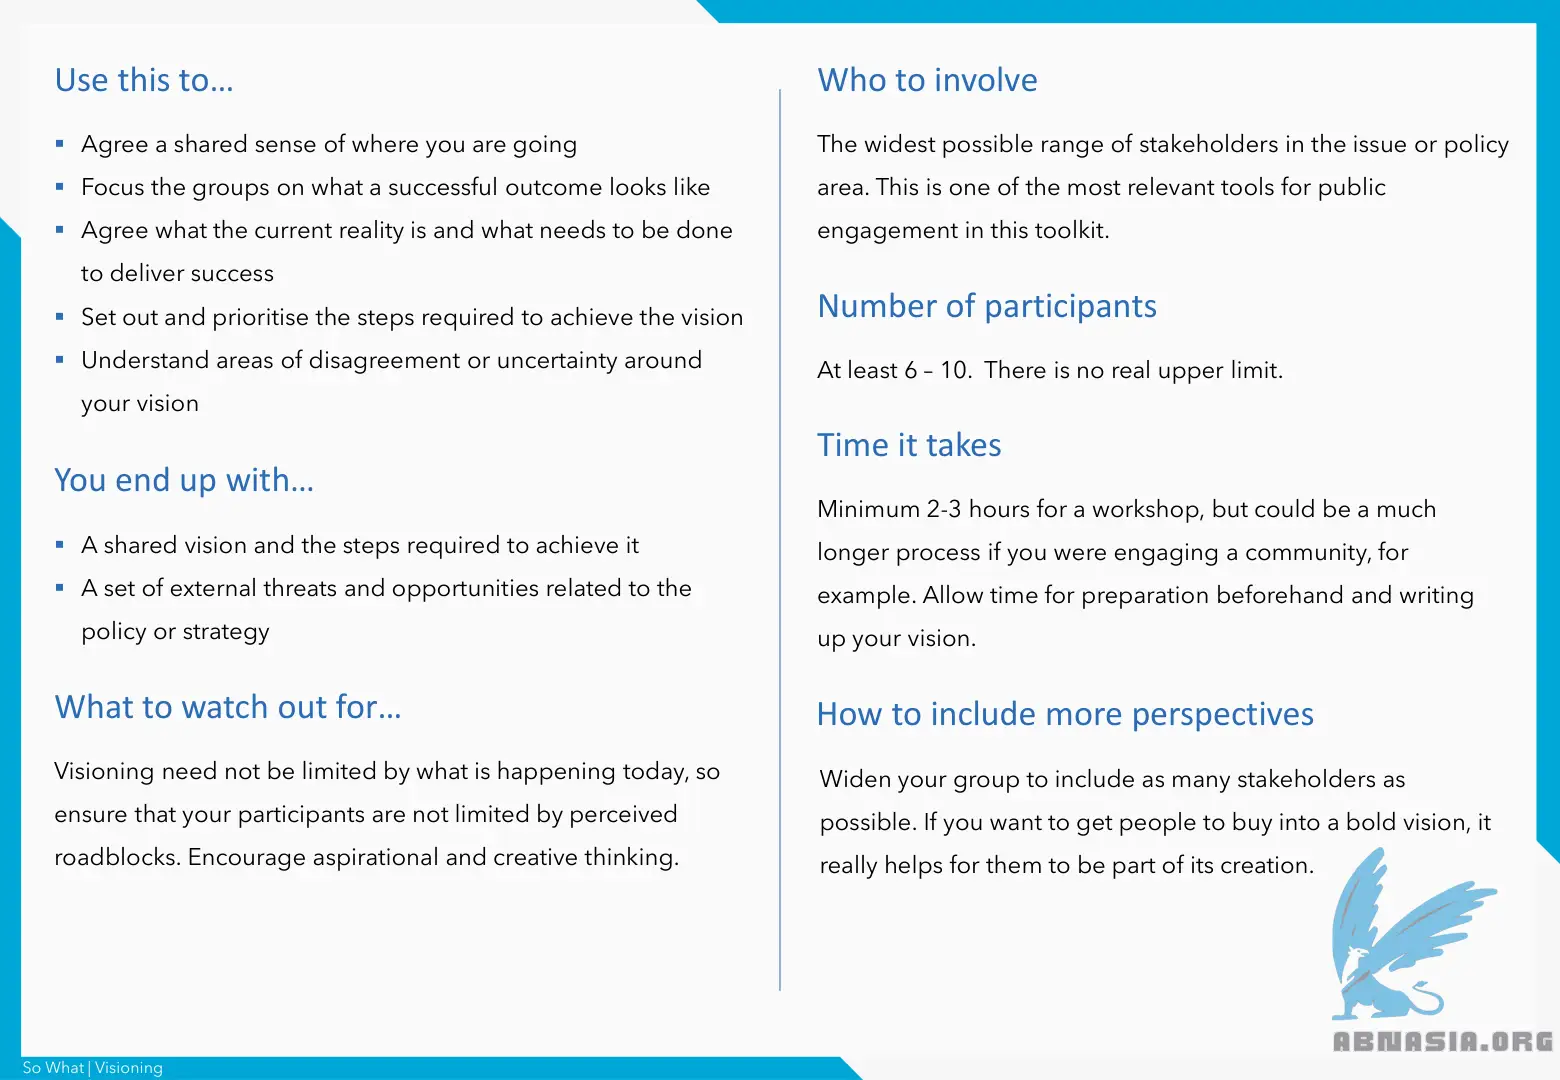 Use this to…
▪ Agree a shared sense of where you are going
▪ Focus the groups on what a successful outcome looks like
▪ Agree what the current reality is and what needs to be done
to deliver success
▪ Set out and prioritise the steps required to achieve the vision
▪ Understand areas of disagreement or uncertainty around
your vision
You end up with…
▪ A shared vision and the steps required to achieve it
▪ A set of external threats and opportunities related to the
policy or strategy
What to watch out for…
Visioning need not be limited by what is happening today, so
ensure that your participants are not limited by perceived
roadblocks. Encourage aspirational and creative thinking.
Who to involve
The widest possible range of stakeholders in the issue or policy
area. This is one of the most relevant tools for public
engagement in this toolkit.
Number of participants
At least 6 – 10.  There is no real upper limit.
Time it takes
Minimum 2-3 hours for a workshop, but could be a much
longer process if you were engaging a community, for
example. Allow time for preparation beforehand and writing
up your vision.
How to include more perspectives
Widen your group to include as many stakeholders as
possible. If you want to get people to buy into a bold vision, it
really helps for them to be part of its creation.
ABNASIA.ORG
So What | Visioning